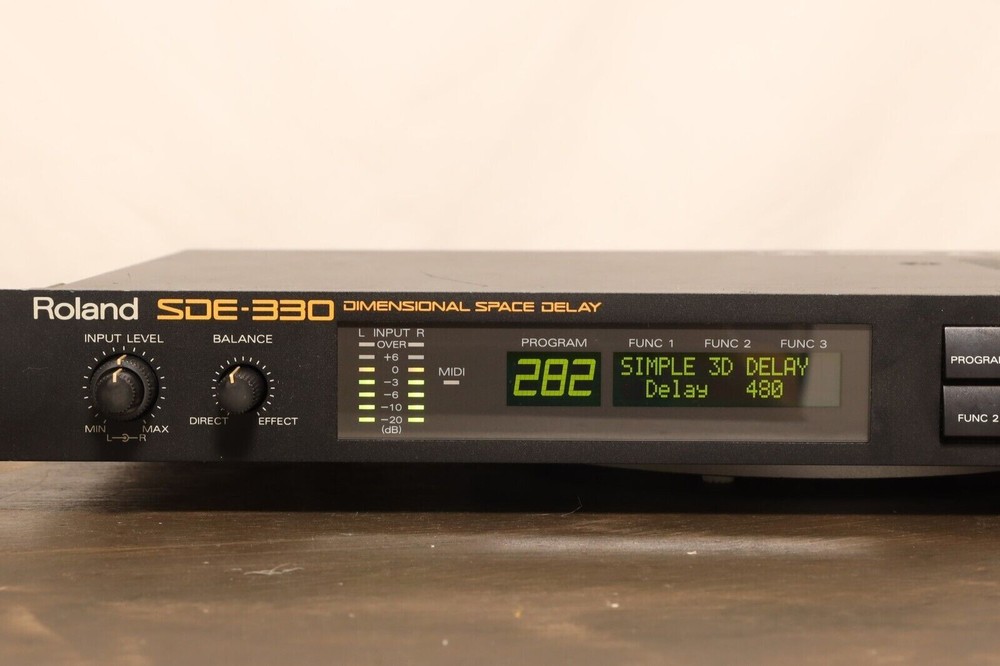 Roland SDE-330 DIMENSIONAL SPACE DELAY
INPUT LEVEL
MIN MAX
L R
BALANCE
DIRECT EFFECT
L INPUT R
OVER
+6
0
-3
-6
-10
-20
(dB)
MIDI
PROGRAM
282
FUNC 1 FUNC 2 FUNC 3
SIMPLE 3D DELAY
Delay 480
PROGRAM
FUNC 2